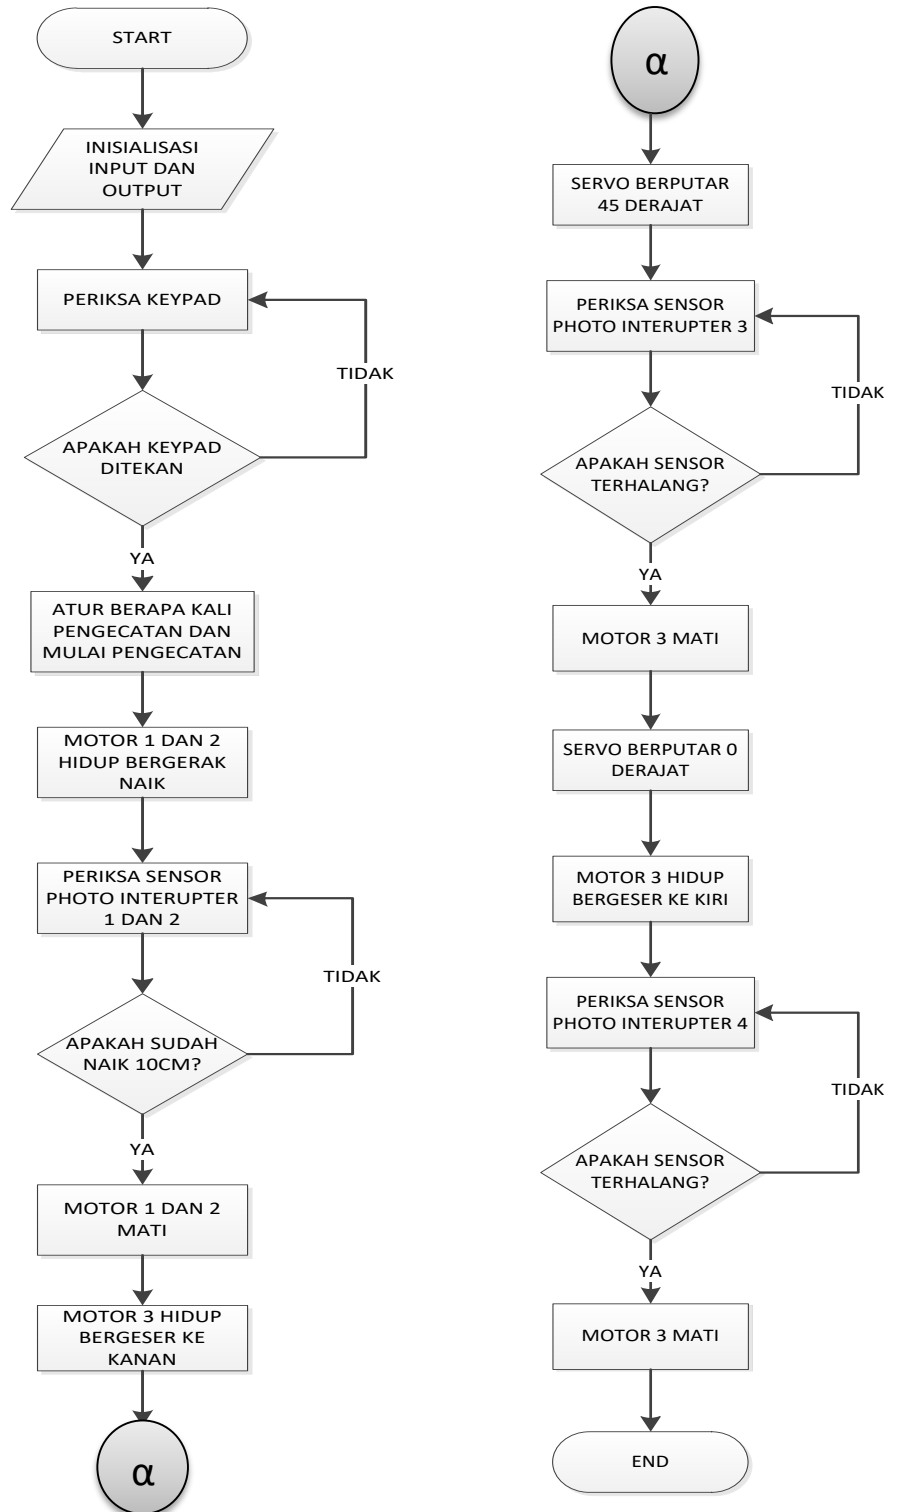 START
INISIALISASI
INPUT DAN
OUTPUT
PERIKSA KEYPAD
TIDAK
APAKAH KEYPAD
DITEKAN
YA
ATUR BERAPA KALI
PENGECATAN DAN
MULAI PENGECATAN
MOTOR 1 DAN 2
HIDUP BERGERAK
NAIK
PERIKSA SENSOR
PHOTO INTERUPTER
1 DAN 2
TIDAK
APAKAH SUDAH
NAIK 10CM?
YA
MOTOR 1 DAN 2
MATI
MOTOR 3 HIDUP
BERGESER KE
KANAN
α
α
SERVO BERPUTAR
45 DERAJAT
PERIKSA SENSOR
PHOTO INTERUPTER 3
TIDAK
APAKAH SENSOR
TERHALANG?
YA
MOTOR 3 MATI
SERVO BERPUTAR 0
DERAJAT
MOTOR 3 HIDUP
BERGESER KE KIRI
PERIKSA SENSOR
PHOTO INTERUPTER 4
TIDAK
APAKAH SENSOR
TERHALANG?
YA
MOTOR 3 MATI
END